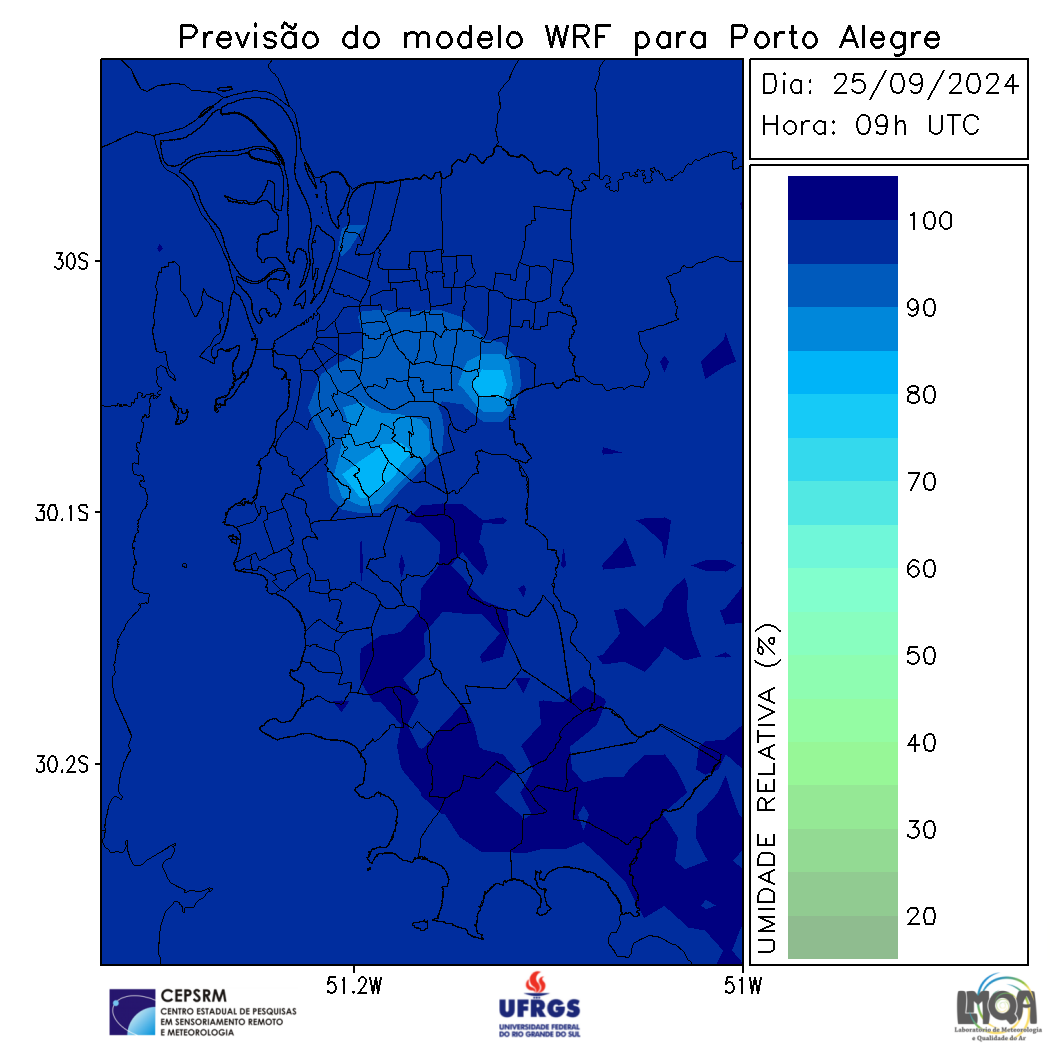 Previsão do modelo WRF para Porto Alegre
Dia: 25/09/2024
Hora: 09h UTC
100
90
80
70
60
50
40
30
20
UMIDADE RELATIVA (%)
30S
30.1S
30.2S
51.2W
51W
CEPSRM
CENTRO ESTADUAL DE PESQUISAS
EM SENSORIAMENTO REMOTO
E METEOROLOGIA
UFRGS
UNIVERSIDADE FEDERAL
DO RIO GRANDE DO SUL
LMQA
Laboratório de Meteorologia
e Qualidade do Ar